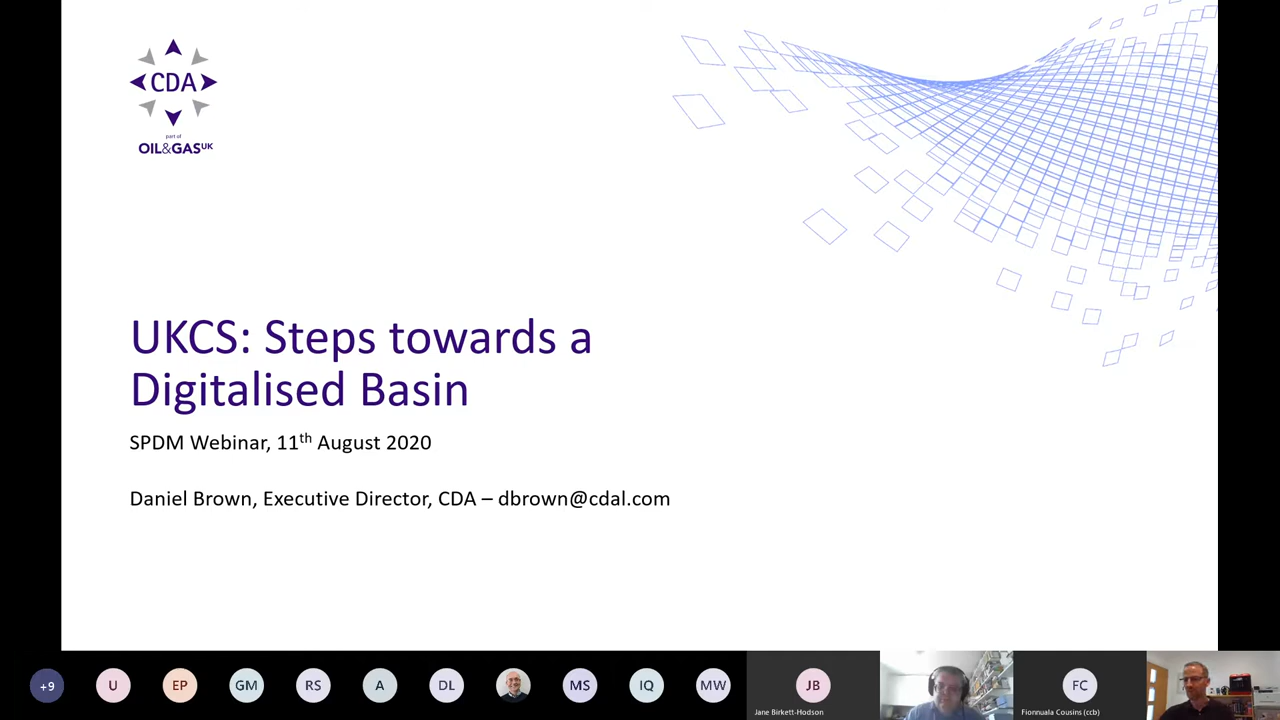 CDA
part of
OIL&GASUK
UKCS: Steps towards a
Digitalised Basin
SPDM Webinar, 11th August 2020
Daniel Brown, Executive Director, CDA – dbrown@cdal.com
+9
U
EP
GM
RS
A
DL
MS
IQ
MW
JB
FC
Jane Birkett-Hodson
Fionnuala Cousins (ccb)